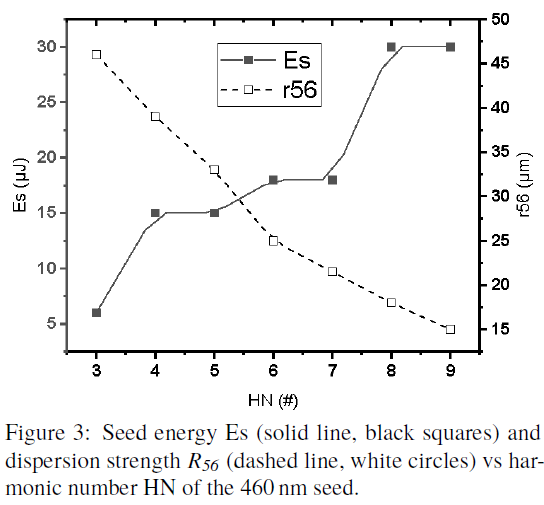 Es
r56
30
25
20
15
10
5
Es (µJ)
50
45
40
35
30
25
20
15
r56 (µm)
3 4 5 6 7 8 9
HN (#)
Figure 3: Seed energy Es (solid line, black squares) and
dispersion strength R56 (dashed line, white circles) vs har-
monic number HN of the 460 nm seed.